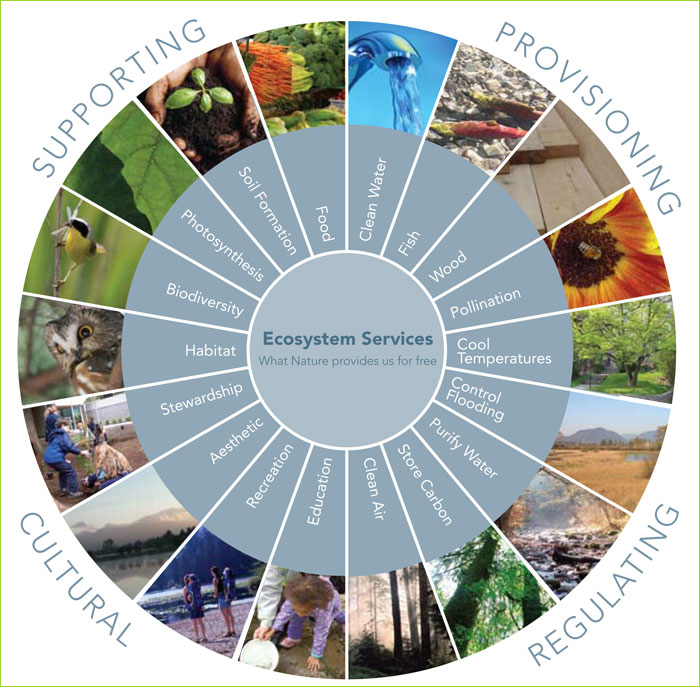 SUPPORTING
PROVISIONING
Soil Formation
Food
Clean Water
Fish
Wood
Photosynthesis
Biodiversity
Pollination
Habitat
Ecosystem Services
What Nature provides us for free
Cool
Temperatures
Stewardship
Control
Flooding
Aesthetic
Purify Water
Recreation
Education
Clean Air
Store Carbon
CULTURAL
REGULATING